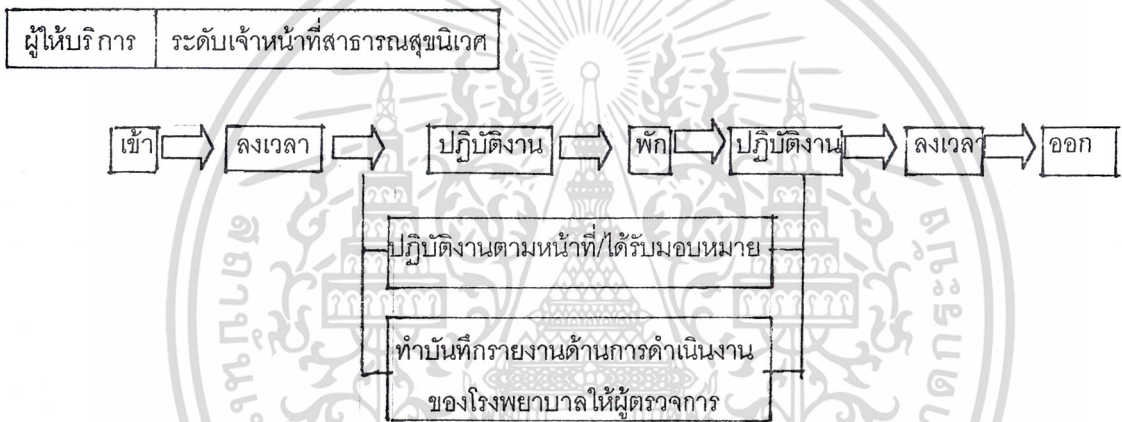 ผู้ให้บริการ ระดับเจ้าหน้าที่สาธารณสุขนิเวศ
เข้า ลงเวลา ปฏิบัติงาน พัก ปฏิบัติงาน ลงเวลา ออก
ปฏิบัติงานตามหน้าที่/ได้รับมอบหมาย
ทำบันทึกรายงานด้านการดำเนินงาน
ของโรงพยาบาลให้ผู้ตรวจการ